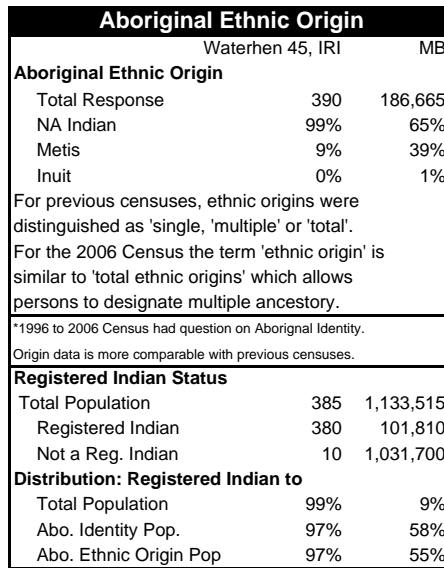 Aboriginal Ethnic Origin
Waterhen 45, IRI MB
Aboriginal Ethnic Origin
Total Response 390 186,665
NA Indian 99% 65%
Metis 9% 39%
Inuit 0% 1%
For previous censuses, ethnic origins were
distinguished as 'single, 'multiple' or 'total'.
For the 2006 Census the term 'ethnic origin' is
similar to 'total ethnic origins' which allows
persons to designate multiple ancestory.
*1996 to 2006 Census had question on Aborignal Identity.
Origin data is more comparable with previous censuses.
Registered Indian Status
Total Population 385 1,133,515
Registered Indian 380 101,810
Not a Reg. Indian 10 1,031,700
Distribution: Registered Indian to
Total Population 99% 9%
Abo. Identity Pop. 97% 58%
Abo. Ethnic Origin Pop 97% 55%